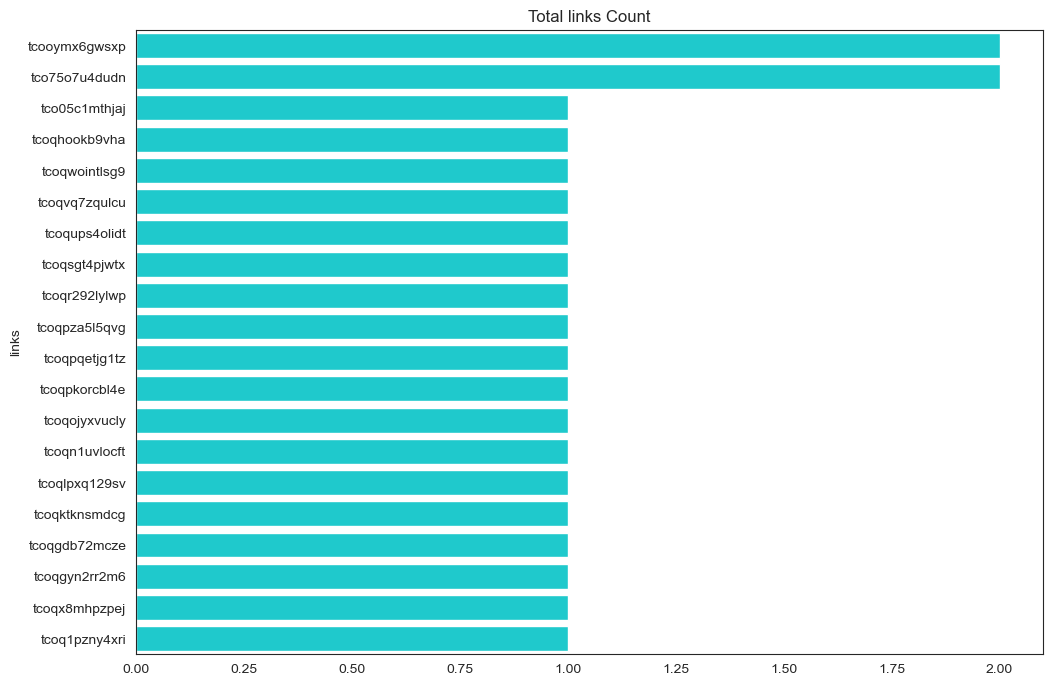 Total links Count
tcooymx6gwsxp
tco75o7u4dudn
tco05c1mthjaj
tcoqhookb9vha
tcoqwointlsg9
tcoqvq7zqulcu
tcoqups4olidt
tcoqsgt4pjwtx
tcoqr292lylwp
tcoqpza5l5qvg
tcoqpqetjg1tz
tcoqpkorcbl4e
tcoqojyxvucly
tcoqn1uvlocft
tcoqlpxq129sv
tcoqktknsmdcg
tcoqgdb72mcze
tcoqgyn2rr2m6
tcoqx8mhpzpej
tcoq1pzny4xri
links
0.00 0.25 0.50 0.75 1.00 1.25 1.50 1.75 2.00